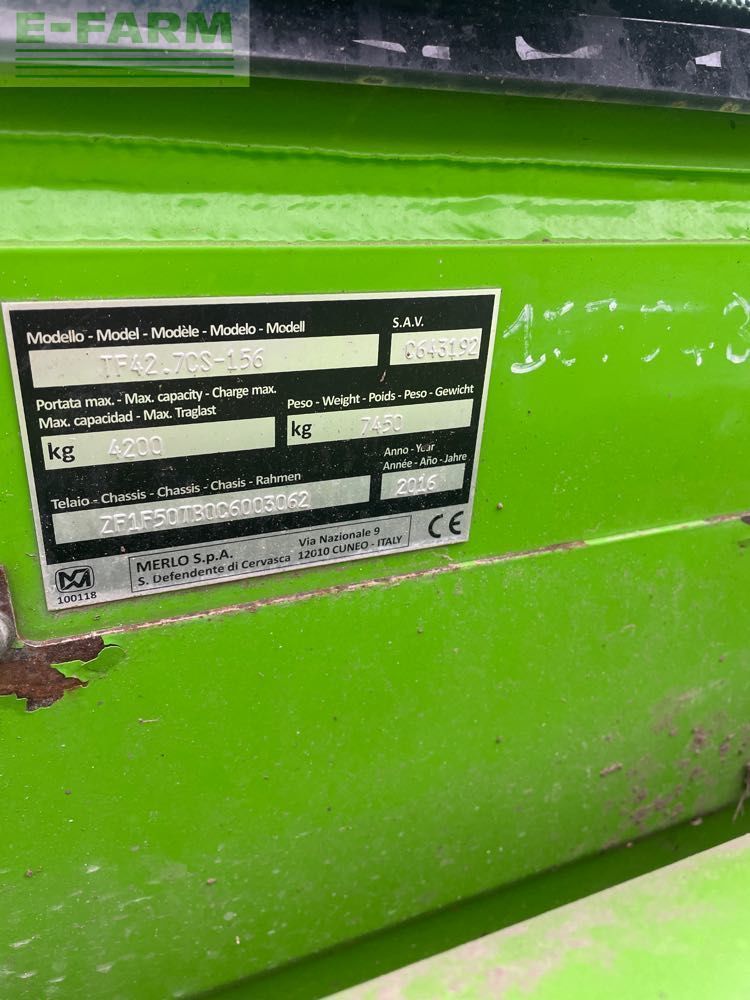 E-FARM
Modello - Model - Modèle - Modelo - Modell
S.A.V.
TF42.7CS-156
C643192
Portata max. - Max. capacity - Charge max.
Max. capacidad - Max. Traglast
Peso - Weight - Poids - Peso - Gewicht
kg 4200
kg 7450
Telaio - Chassis - Chassis - Chasis - Rahmen
Anno - Year
Année - Año - Jahre
ZF1F50TB0C6003062
2016
MERLO S.p.A.
Via Nazionale 9
S. Defendente di Cervasca
12010 CUNEO - ITALY
CE
100118